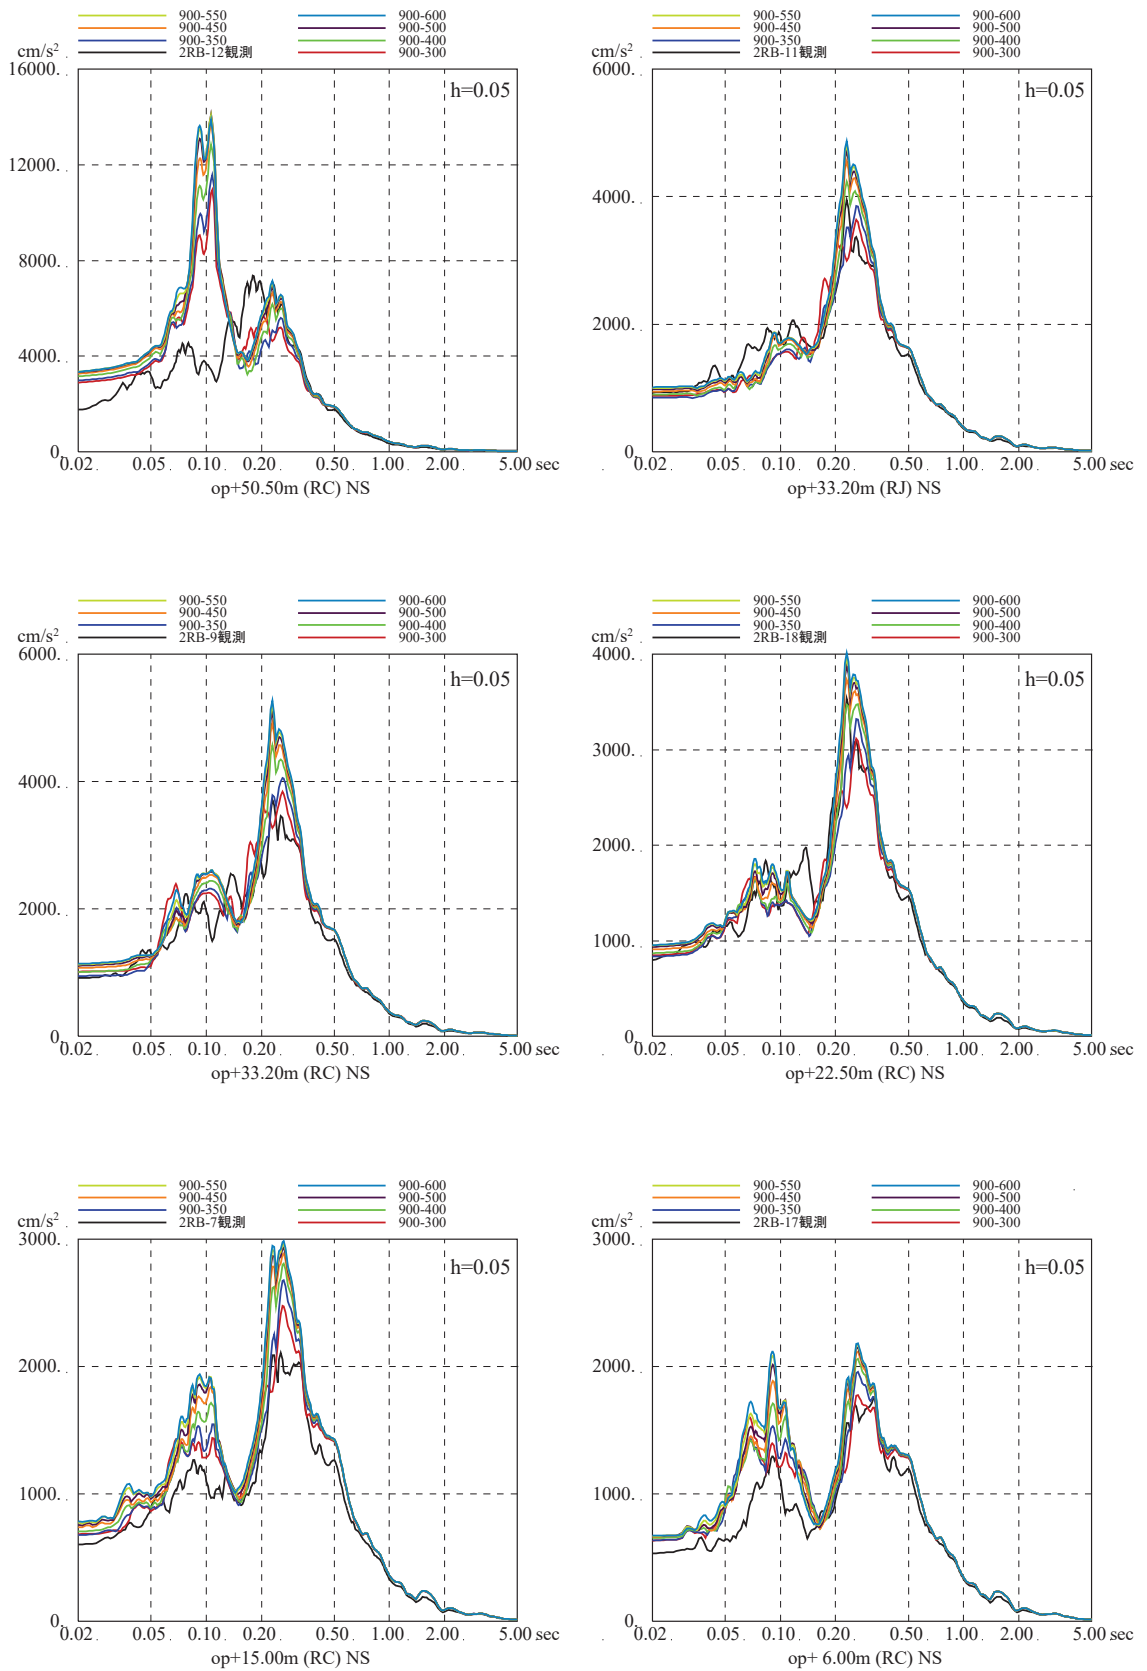 900-550 900-600
900-450 900-500
900-350 900-400
2RB-12観測 900-300
cm/s²
16000.
h=0.05
12000.
8000.
4000.
0.
0.02 0.05 0.10 0.20 0.50 1.00 2.00 5.00 sec
op+50.50m (RC) NS
900-550 900-600
900-450 900-500
900-350 900-400
2RB-11観測 900-300
cm/s²
6000.
h=0.05
4000.
2000.
0.
0.02 0.05 0.10 0.20 0.50 1.00 2.00 5.00 sec
op+33.20m (RJ) NS
900-550 900-600
900-450 900-500
900-350 900-400
2RB-9観測 900-300
cm/s²
6000.
h=0.05
4000.
2000.
0.
0.02 0.05 0.10 0.20 0.50 1.00 2.00 5.00 sec
op+33.20m (RC) NS
900-550 900-600
900-450 900-500
900-350 900-400
2RB-18観測 900-300
cm/s²
4000.
h=0.05
3000.
2000.
1000.
0.
0.02 0.05 0.10 0.20 0.50 1.00 2.00 5.00 sec
op+22.50m (RC) NS
900-550 900-600
900-450 900-500
900-350 900-400
2RB-7観測 900-300
cm/s²
3000.
h=0.05
2000.
1000.
0.
0.02 0.05 0.10 0.20 0.50 1.00 2.00 5.00 sec
op+15.00m (RC) NS
900-550 900-600
900-450 900-500
900-350 900-400
2RB-17観測 900-300
cm/s²
3000.
h=0.05
2000.
1000.
0.
0.02 0.05 0.10 0.20 0.50 1.00 2.00 5.00 sec
op+ 6.00m (RC) NS